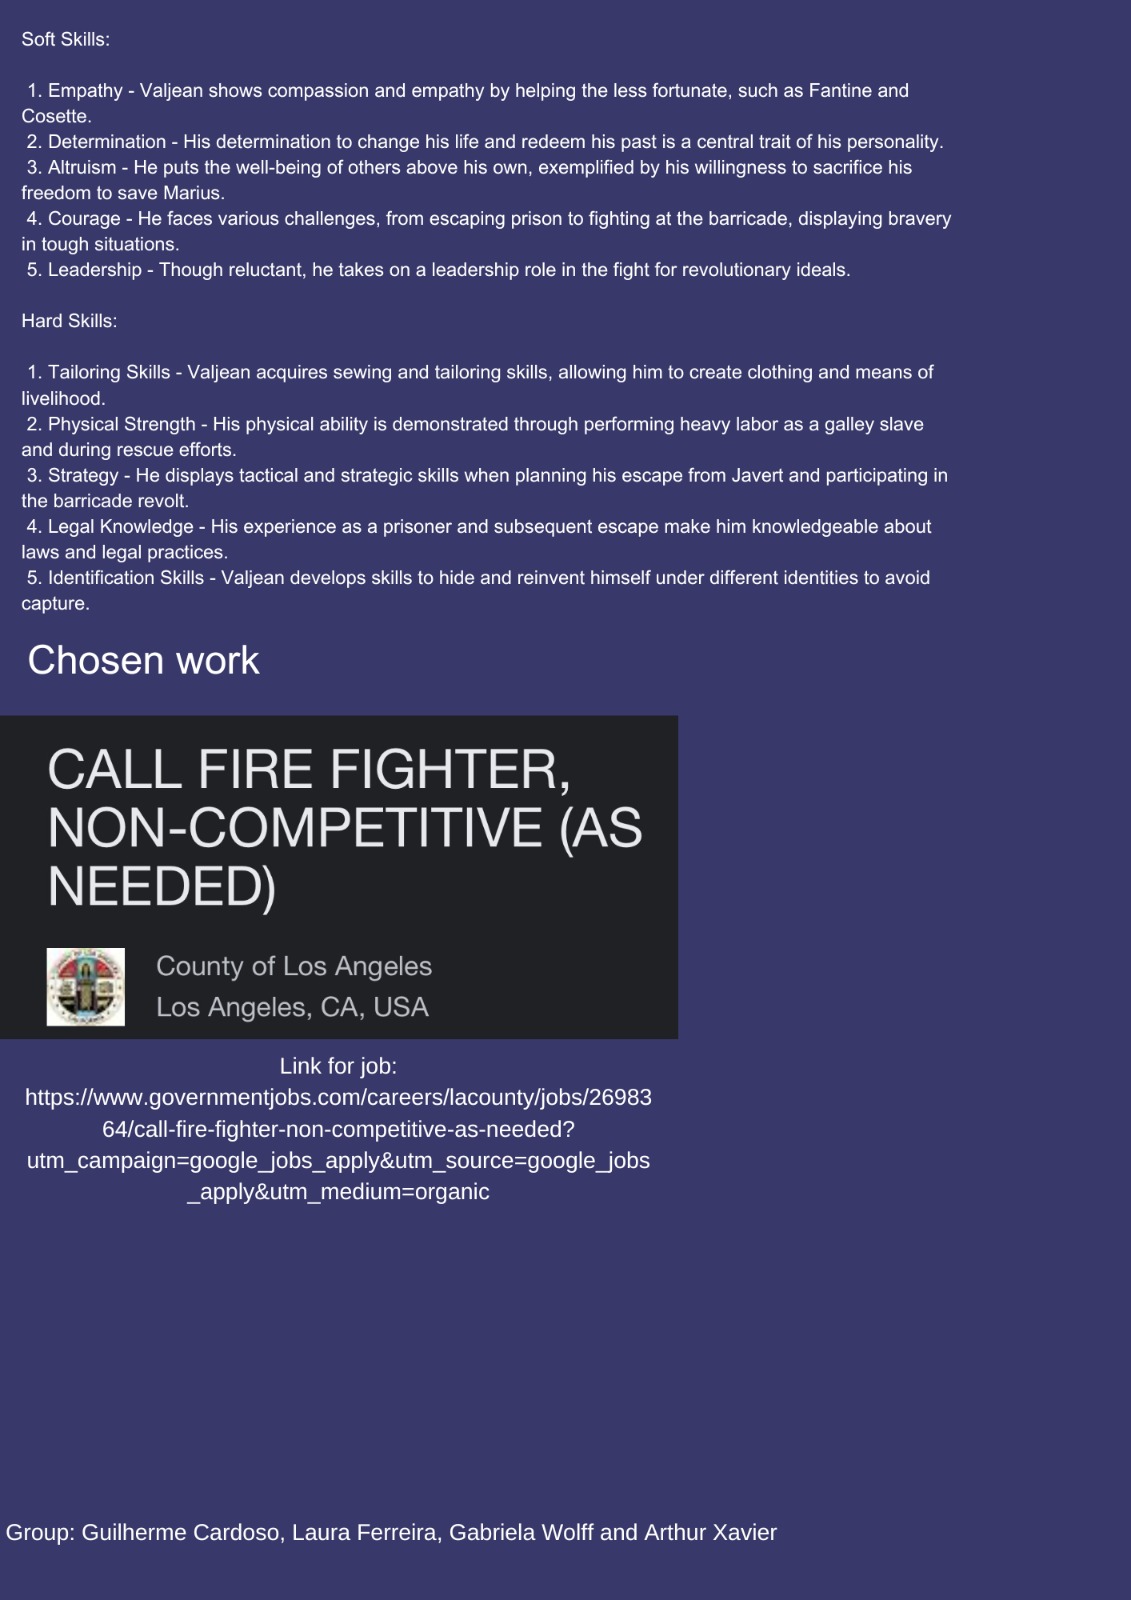 Soft Skills:
1. Empathy - Valjean shows compassion and empathy by helping the less fortunate, such as Fantine and
Cosette.
2. Determination - His determination to change his life and redeem his past is a central trait of his personality.
3. Altruism - He puts the well-being of others above his own, exemplified by his willingness to sacrifice his
freedom to save Marius.
4. Courage - He faces various challenges, from escaping prison to fighting at the barricade, displaying bravery
in tough situations.
5. Leadership - Though reluctant, he takes on a leadership role in the fight for revolutionary ideals.
Hard Skills:
1. Tailoring Skills - Valjean acquires sewing and tailoring skills, allowing him to create clothing and means of
livelihood.
2. Physical Strength - His physical ability is demonstrated through performing heavy labor as a galley slave
and during rescue efforts.
3. Strategy - He displays tactical and strategic skills when planning his escape from Javert and participating in
the barricade revolt.
4. Legal Knowledge - His experience as a prisoner and subsequent escape make him knowledgeable about
laws and legal practices.
5. Identification Skills - Valjean develops skills to hide and reinvent himself under different identities to avoid
capture.
Chosen work
CALL FIRE FIGHTER,
NON-COMPETITIVE (AS
NEEDED)
County of Los Angeles
Los Angeles, CA, USA
Link for job:
https://www.governmentjobs.com/careers/lacounty/jobs/26983
64/call-fire-fighter-non-competitive-as-needed?
utm_campaign=google_jobs_apply&utm_source=google_jobs
_apply&utm_medium=organic
Group: Guilherme Cardoso, Laura Ferreira, Gabriela Wolff and Arthur Xavier